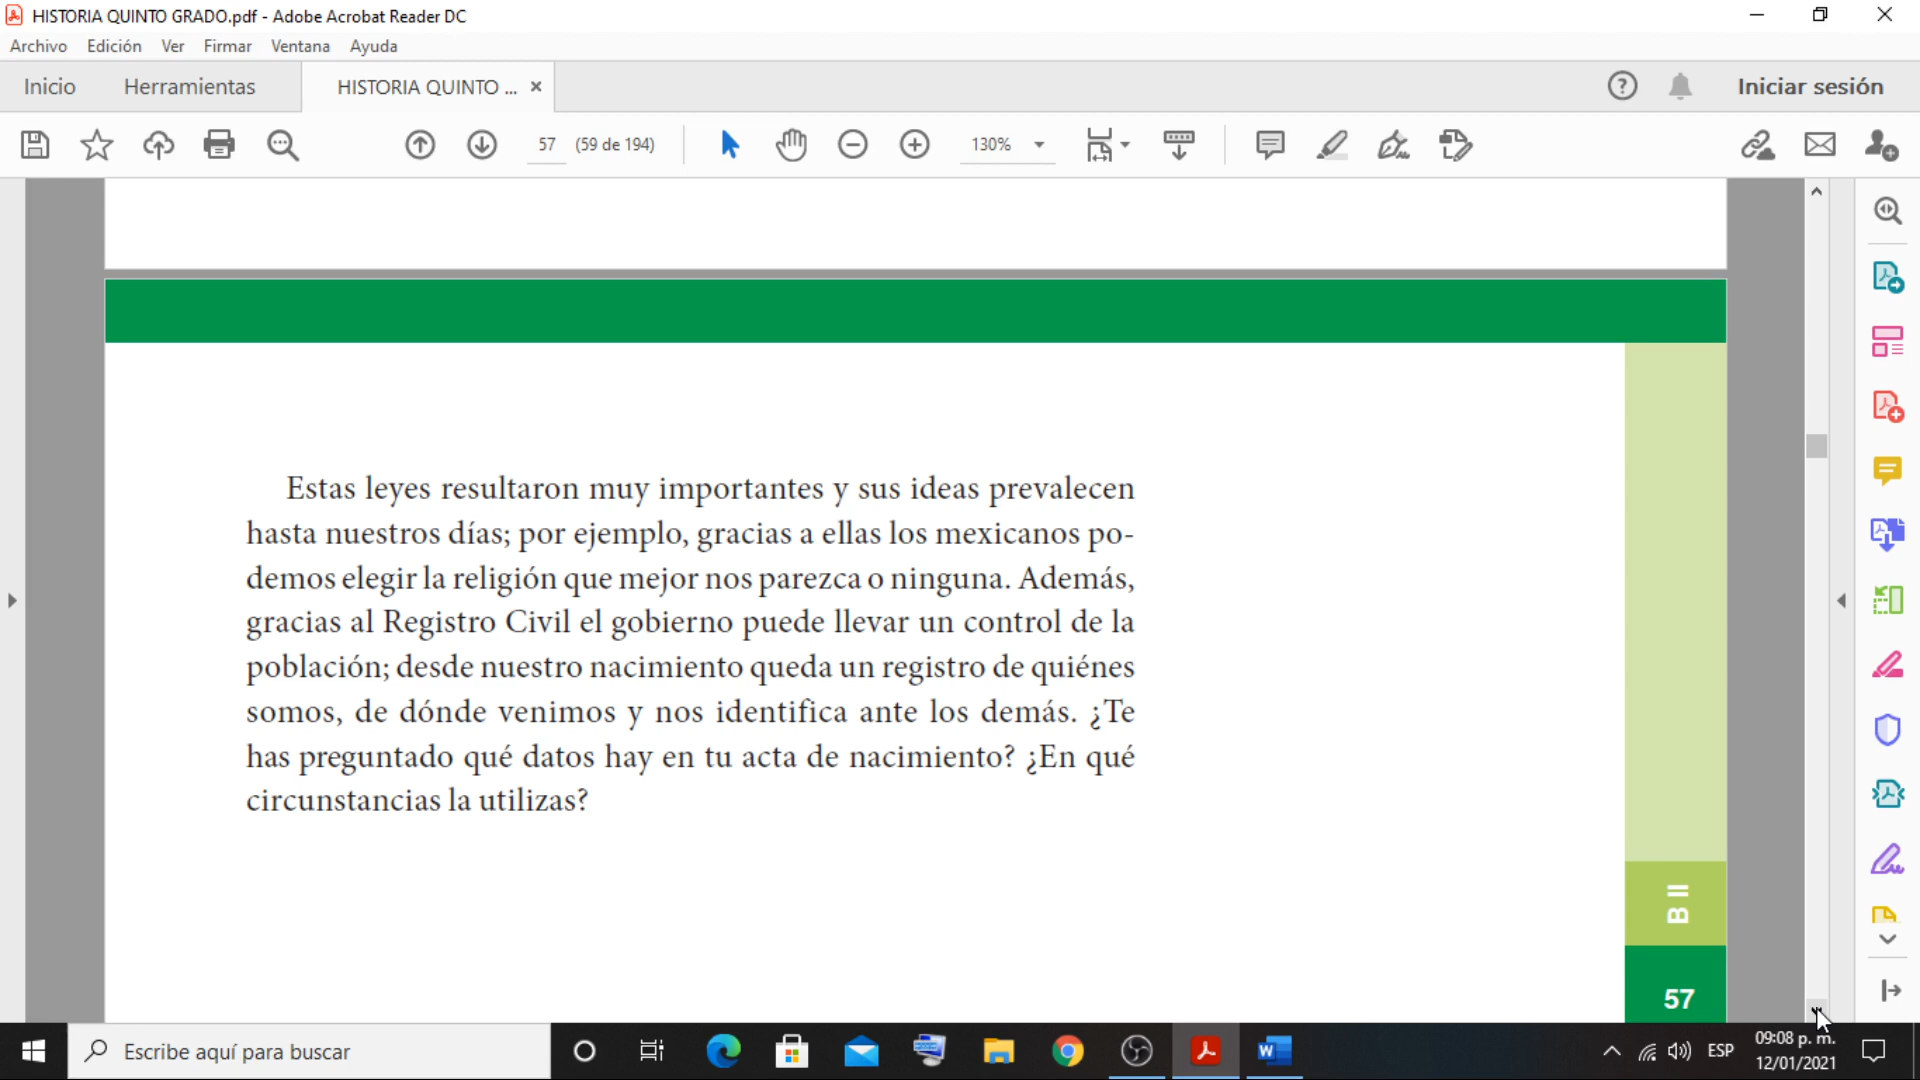 HISTORIA QUINTO GRADO.pdf - Adobe Acrobat Reader DC
Archivo Edición Ver Firmar Ventana Ayuda
Inicio Herramientas HISTORIA QUINTO ... × Iniciar sesión
57 (59 de 194) 130%
Estas leyes resultaron muy importantes y sus ideas prevalecen
hasta nuestros días; por ejemplo, gracias a ellas los mexicanos po-
demos elegir la religión que mejor nos parezca o ninguna. Además,
gracias al Registro Civil el gobierno puede llevar un control de la
población; desde nuestro nacimiento queda un registro de quiénes
somos, de dónde venimos y nos identifica ante los demás. ¿Te
has preguntado qué datos hay en tu acta de nacimiento? ¿En qué
circunstancias la utilizas?
B II
57
Escribe aquí para buscar
ESP
09:08 p. m.
12/01/2021